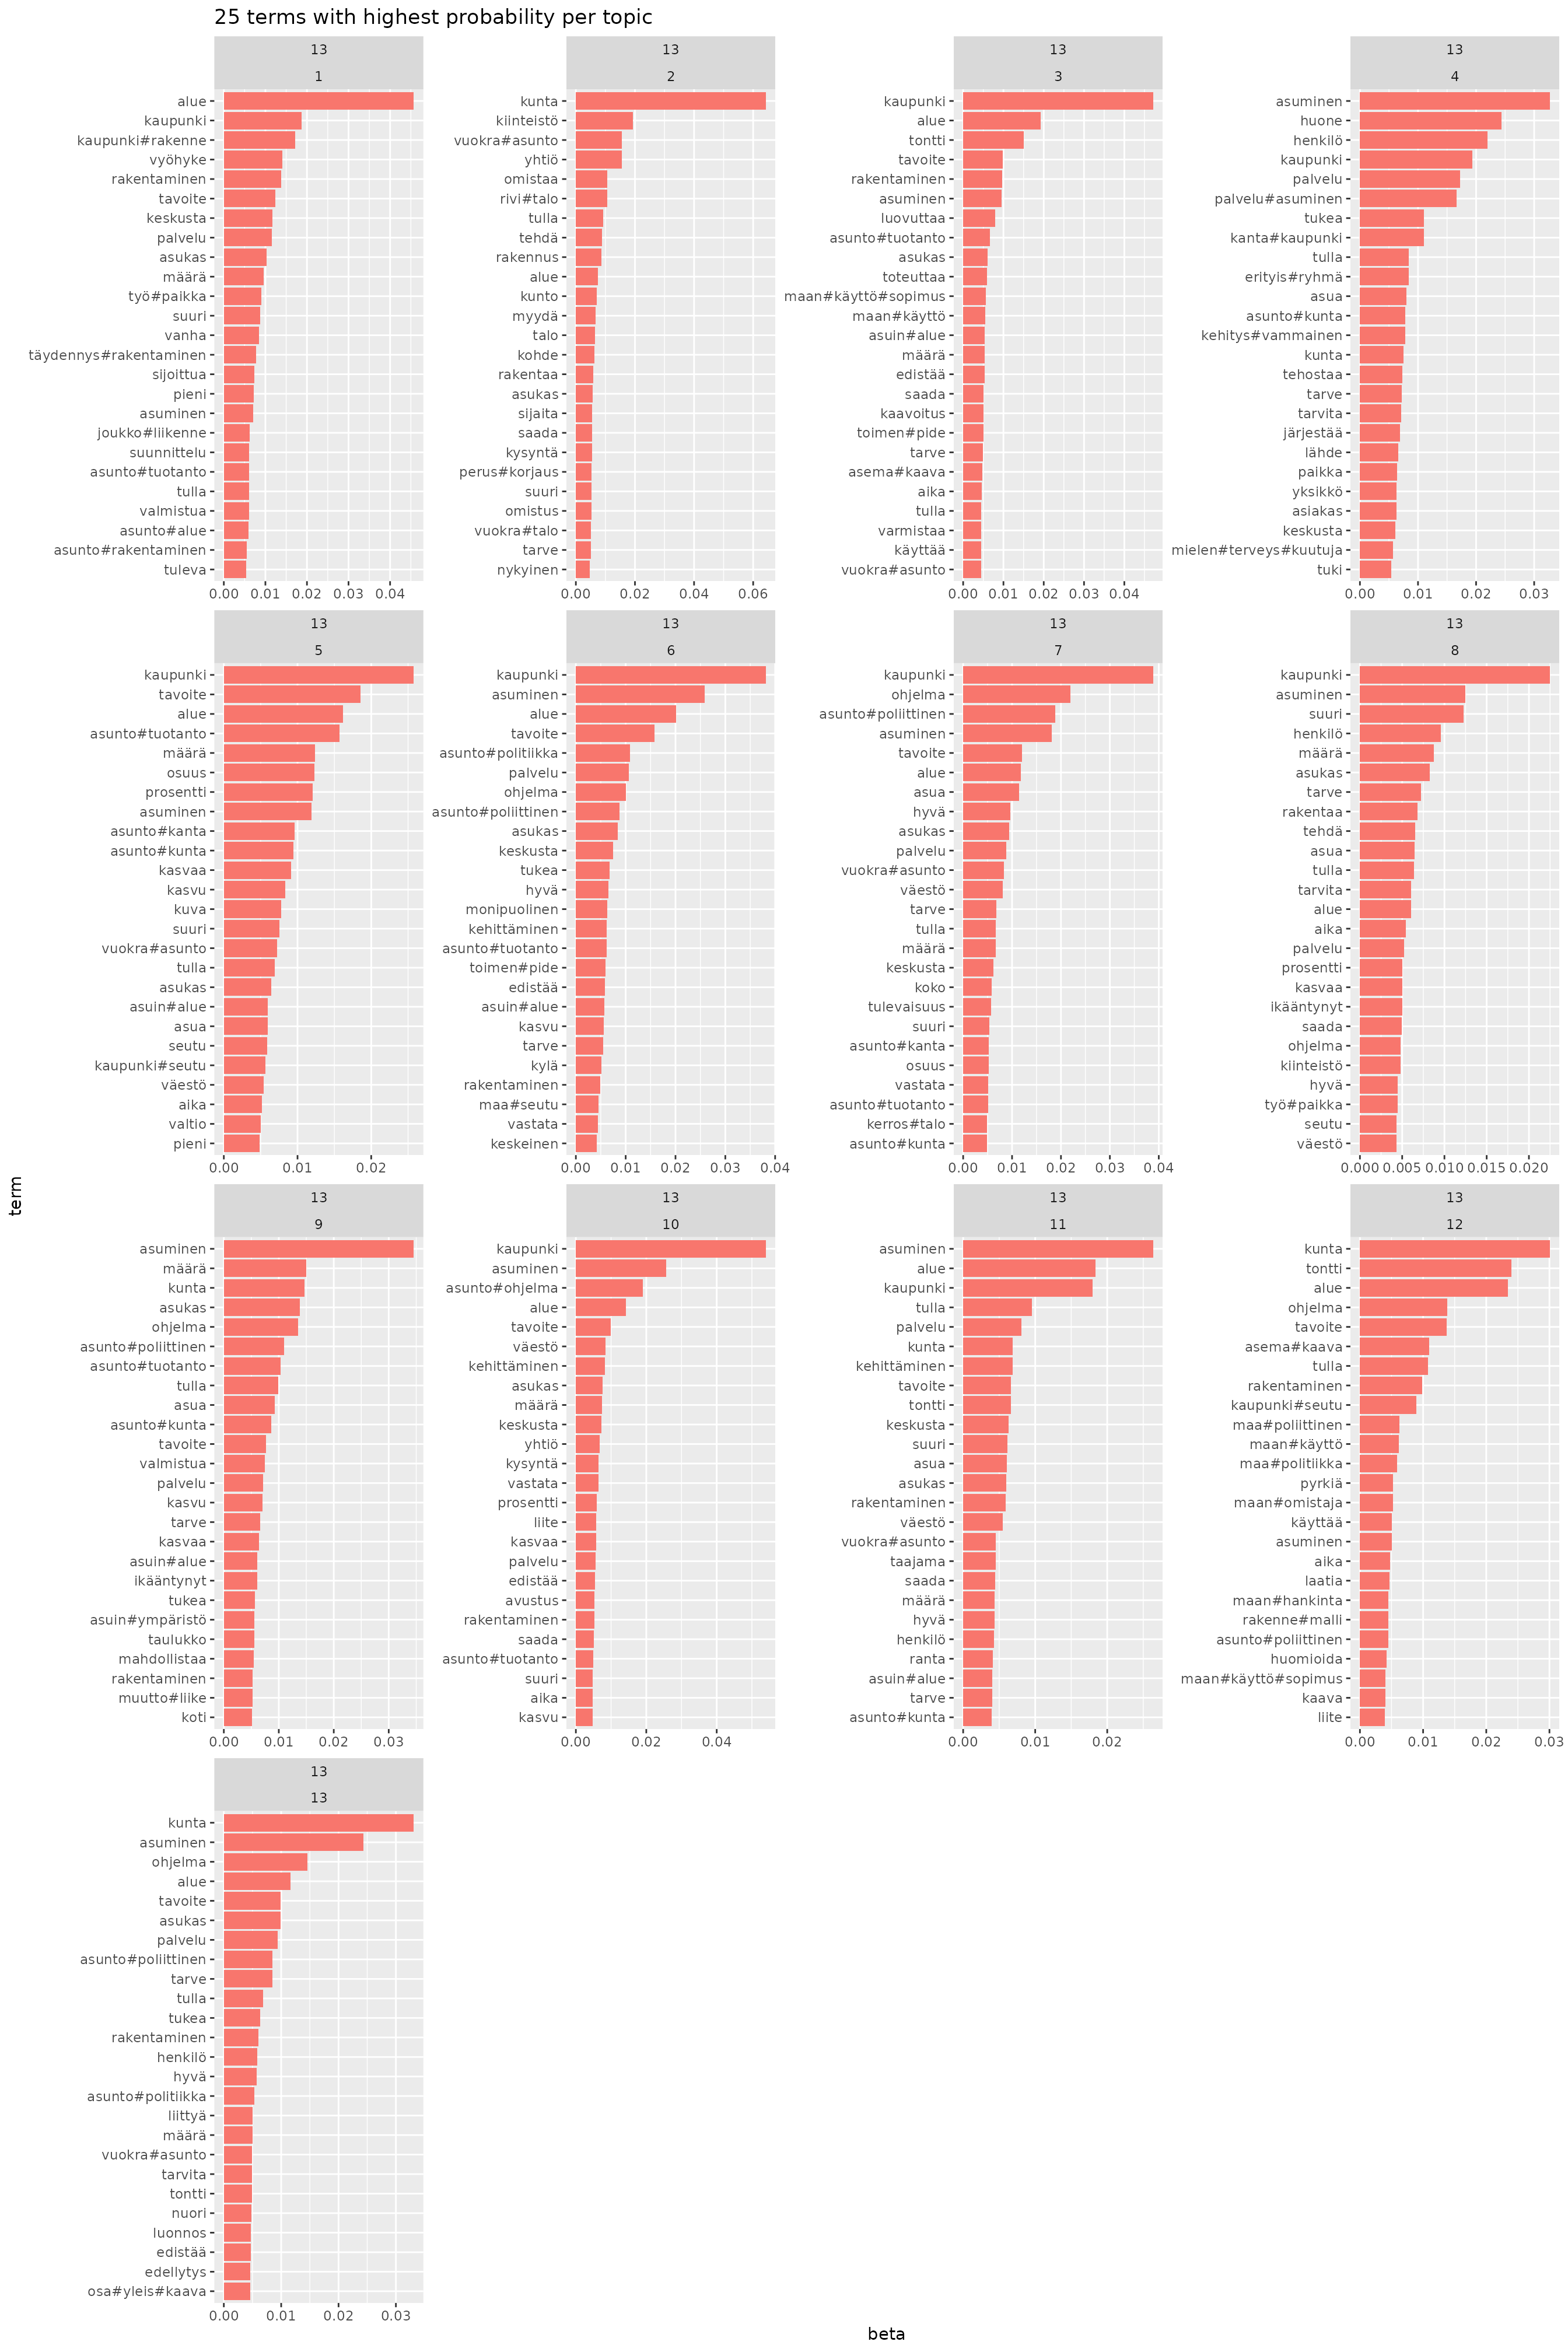 25 terms with highest probability per topic
13
1
alue
kaupunki
kaupunki#rakenne
vyöhyke
rakentaminen
tavoite
keskusta
palvelu
asukas
määrä
työ#paikka
suuri
vanha
täydennys#rakentaminen
sijoittua
pieni
asuminen
joukko#liikenne
suunnittelu
asunto#tuotanto
tulla
valmistua
asunto#alue
asunto#rakentaminen
tuleva
0.00 0.01 0.02 0.03 0.04
13
2
kunta
kiinteistö
vuokra#asunto
yhtiö
omistaa
rivi#talo
tulla
tehdä
rakennus
alue
kunto
myydä
talo
kohde
rakentaa
asukas
sijaita
saada
kysyntä
perus#korjaus
suuri
omistus
vuokra#talo
tarve
nykyinen
0.00 0.02 0.04 0.06
13
3
kaupunki
alue
tontti
tavoite
rakentaminen
asuminen
luovuttaa
asunto#tuotanto
asukas
toteuttaa
maan#käyttö#sopimus
maan#käyttö
asuin#alue
määrä
edistää
saada
kaavoitus
toimen#pide
tarve
asema#kaava
aika
tulla
varmistaa
käyttää
vuokra#asunto
0.00 0.01 0.02 0.03 0.04
13
4
asuminen
huone
henkilö
kaupunki
palvelu
palvelu#asuminen
tukea
kanta#kaupunki
tulla
erityis#ryhmä
asua
asunto#kunta
kehitys#vammainen
kunta
tehostaa
tarve
tarvita
järjestää
lähde
paikka
yksikkö
asiakas
keskusta
mielen#terveys#kuutuja
tuki
0.00 0.01 0.02 0.03
13
5
kaupunki
tavoite
alue
asunto#tuotanto
määrä
osuus
prosentti
asuminen
asunto#kanta
asunto#kunta
kasvaa
kasvu
kuva
suuri
vuokra#asunto
tulla
asukas
asuin#alue
asua
seutu
kaupunki#seutu
väestö
aika
valtio
pieni
0.00 0.01 0.02
13
6
kaupunki
asuminen
alue
tavoite
asunto#politiikka
palvelu
ohjelma
asunto#poliittinen
asukas
keskusta
tukea
hyvä
monipuolinen
kehittäminen
asunto#tuotanto
toimen#pide
edistää
asuin#alue
kasvu
tarve
kylä
rakentaminen
maa#seutu
vastata
keskeinen
0.00 0.01 0.02 0.03 0.04
13
7
kaupunki
ohjelma
asunto#poliittinen
asuminen
tavoite
alue
asua
hyvä
asukas
palvelu
vuokra#asunto
väestö
tarve
tulla
määrä
keskusta
koko
tulevaisuus
suuri
asunto#kanta
osuus
vastata
asunto#tuotanto
kerros#talo
asunto#kunta
0.00 0.01 0.02 0.03 0.04
13
8
kaupunki
asuminen
suuri
henkilö
määrä
asukas
tarve
rakentaa
tehdä
asua
tulla
tarvita
alue
aika
palvelu
prosentti
kasvaa
ikääntynyt
saada
ohjelma
kiinteistö
hyvä
työ#paikka
seutu
väestö
0.000 0.005 0.010 0.015 0.020
13
9
asuminen
määrä
kunta
asukas
ohjelma
asunto#poliittinen
asunto#tuotanto
tulla
asua
asunto#kunta
tavoite
valmistua
palvelu
kasvu
tarve
kasvaa
asuin#alue
ikääntynyt
tukea
asuin#ympäristö
taulukko
mahdollistaa
rakentaminen
muutto#liike
koti
0.00 0.01 0.02 0.03
13
10
kaupunki
asuminen
asunto#ohjelma
alue
tavoite
väestö
kehittäminen
asukas
määrä
keskusta
yhtiö
kysyntä
vastata
prosentti
liite
kasvaa
palvelu
edistää
avustus
rakentaminen
saada
asunto#tuotanto
suuri
aika
kasvu
0.00 0.02 0.04
13
11
asuminen
alue
kaupunki
tulla
palvelu
kunta
kehittäminen
tavoite
tontti
keskusta
suuri
asua
asukas
rakentaminen
väestö
vuokra#asunto
taajama
saada
määrä
hyvä
henkilö
ranta
asuin#alue
tarve
asunto#kunta
0.00 0.01 0.02
13
12
kunta
tontti
alue
ohjelma
tavoite
asema#kaava
tulla
rakentaminen
kaupunki#seutu
maa#poliittinen
maan#käyttö
maa#politiikka
pyrkiä
maan#omistaja
käyttää
asuminen
aika
laatia
maan#hankinta
rakenne#malli
asunto#poliittinen
huomioida
maan#käyttö#sopimus
kaava
liite
0.00 0.01 0.02 0.03
13
13
kunta
asuminen
ohjelma
alue
tavoite
asukas
palvelu
asunto#poliittinen
tarve
tulla
tukea
rakentaminen
henkilö
hyvä
asunto#politiikka
liittyä
määrä
vuokra#asunto
tarvita
tontti
nuori
luonnos
edistää
edellytys
osa#yleis#kaava
0.00 0.01 0.02 0.03
term
beta